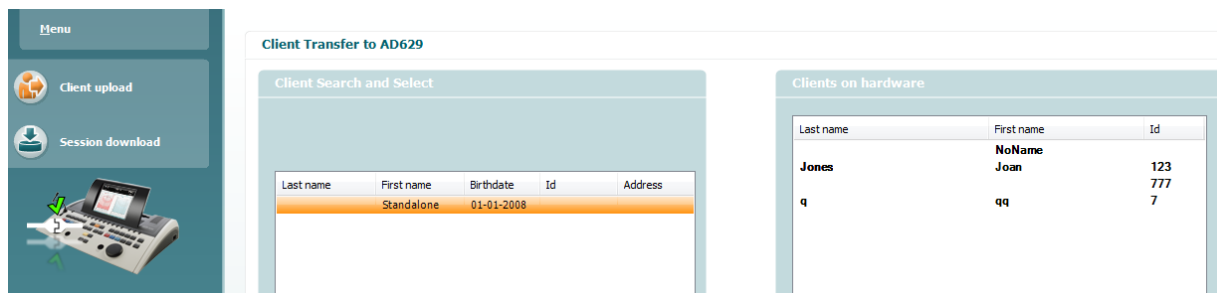 Menu
Client upload
Session download
Client Transfer to AD629
Client Search and Select
Last name First name Birthdate Id Address
Standalone 01-01-2008
Clients on hardware
Last name First name Id
NoName
Jones Joan 123
777
q qq 7